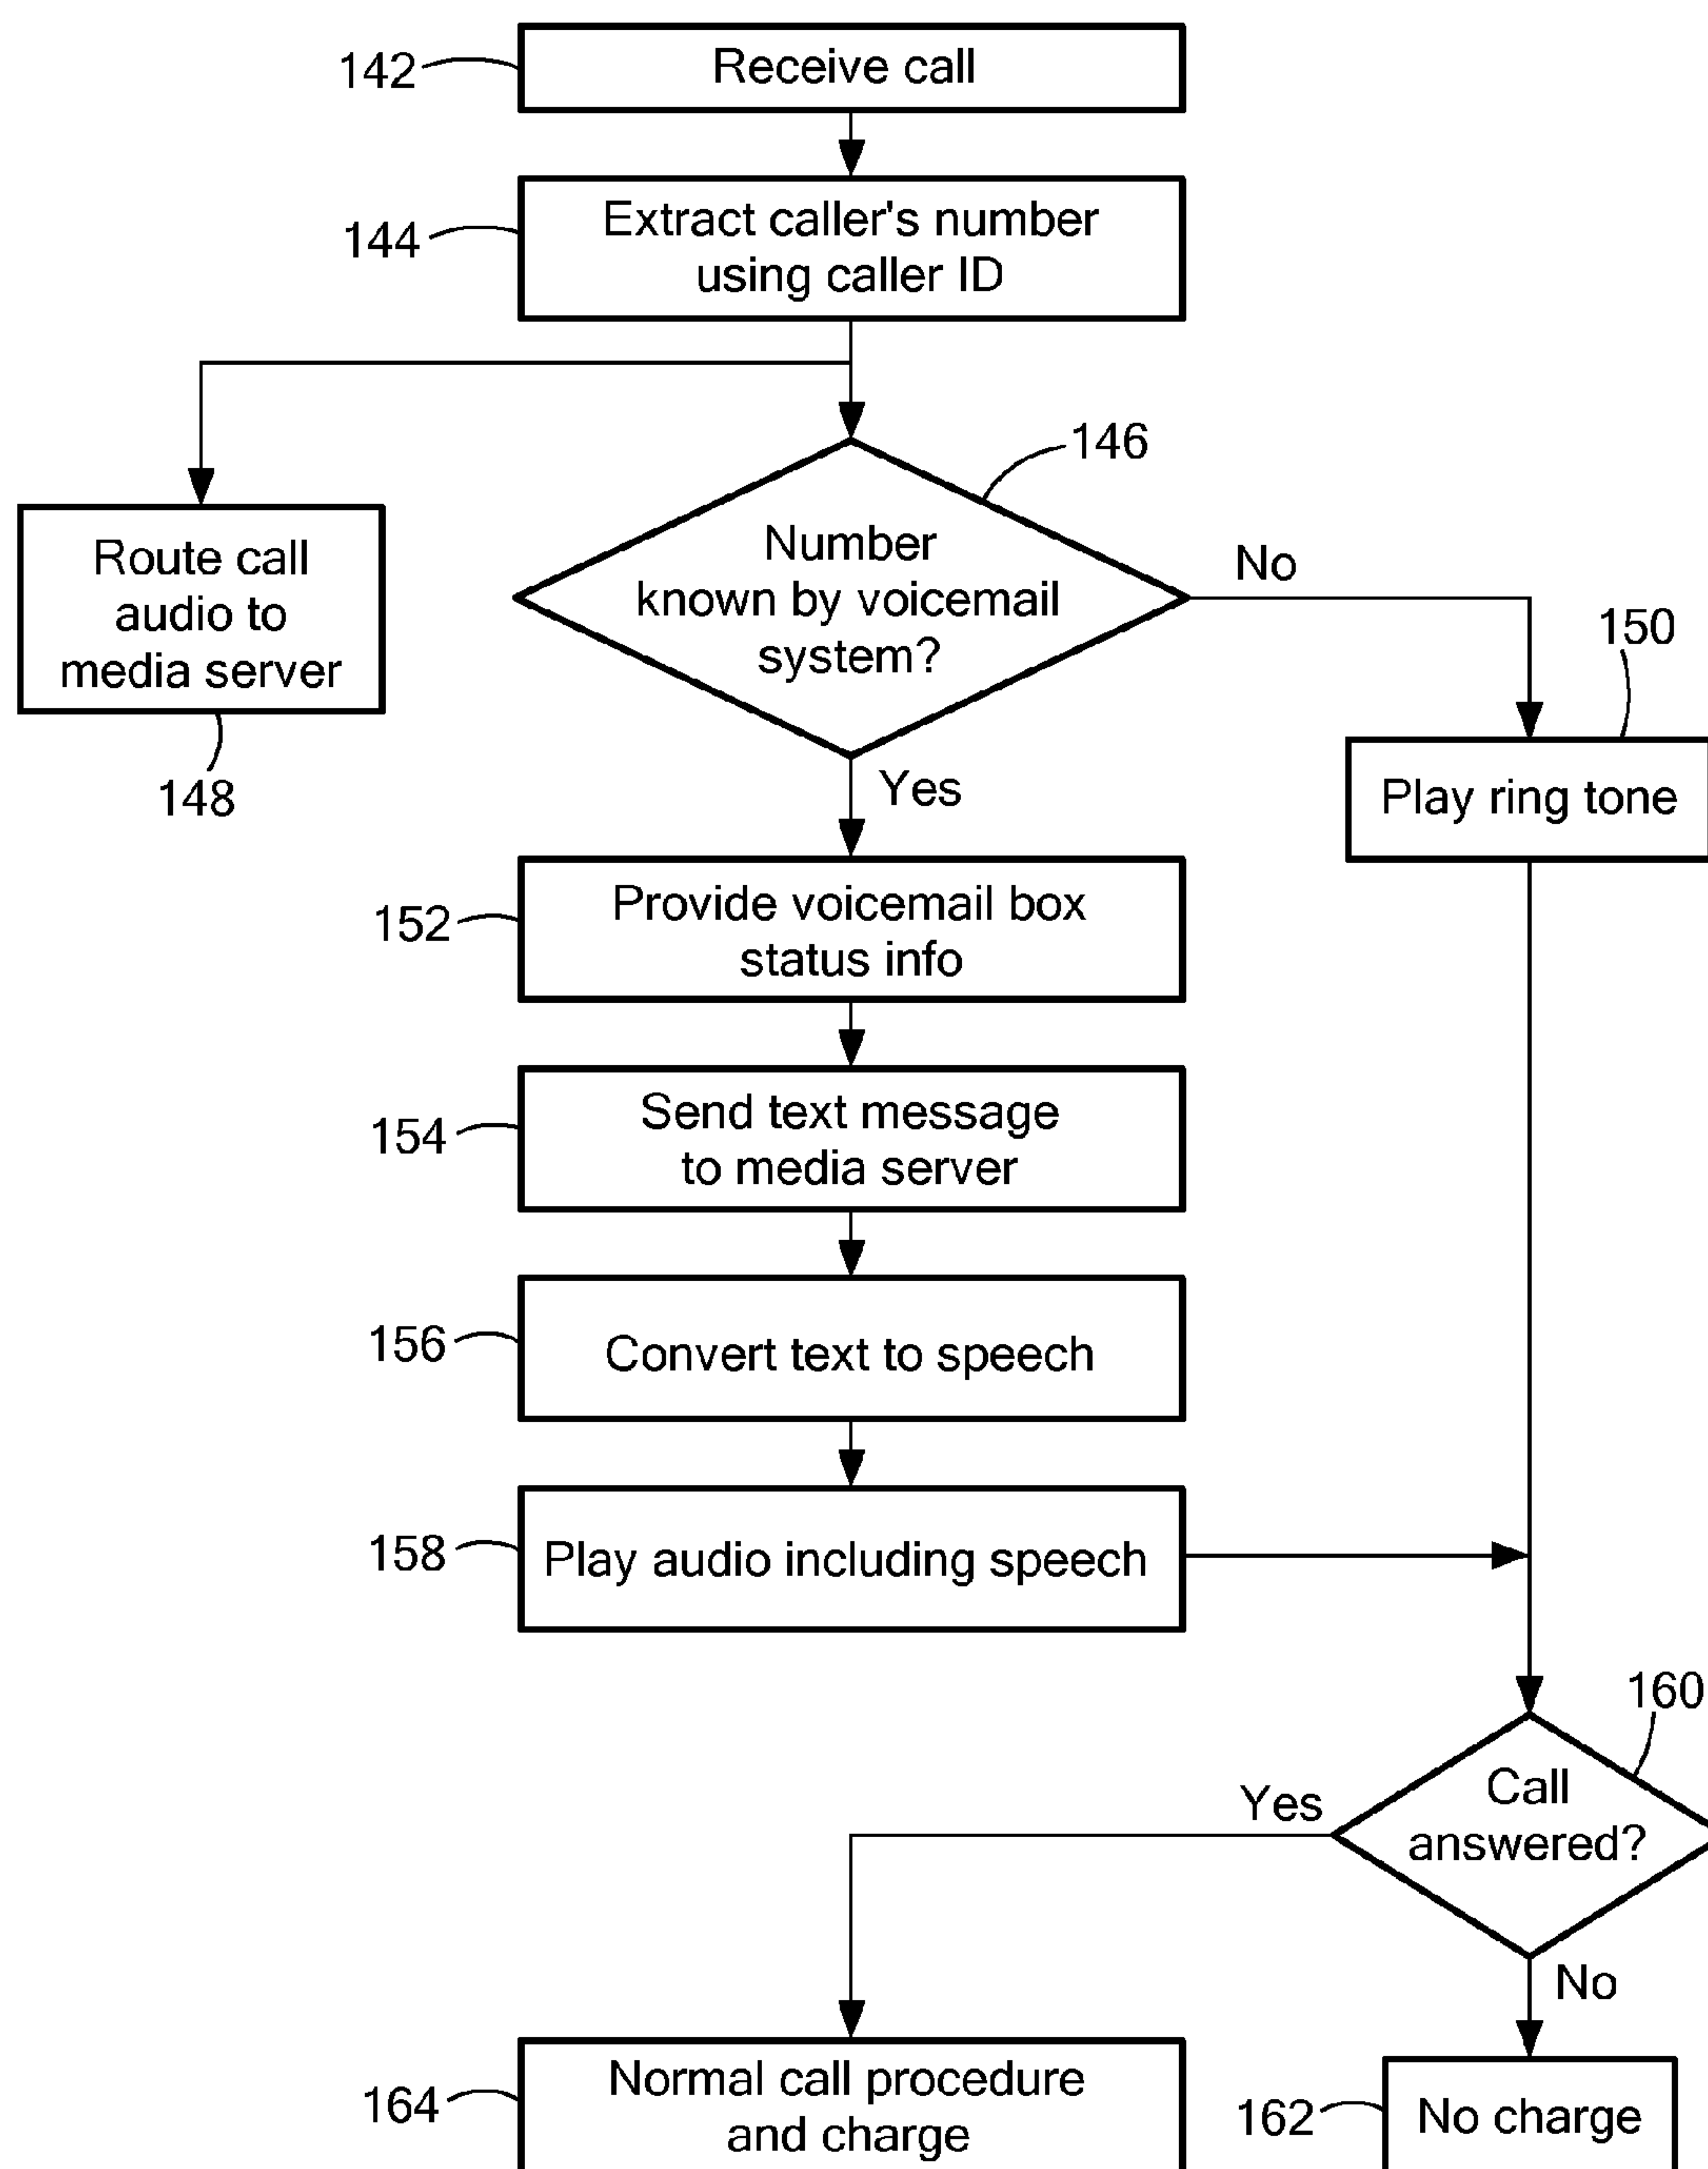 142
Receive call
144
Extract caller's number
using caller ID
146
Number
known by voicemail
system?
No
Route call
audio to
media server
148
150
Play ring tone
Yes
152
Provide voicemail box
status info
154
Send text message
to media server
156
Convert text to speech
158
Play audio including speech
160
Call
answered?
Yes
No
164
Normal call procedure
and charge
162
No charge